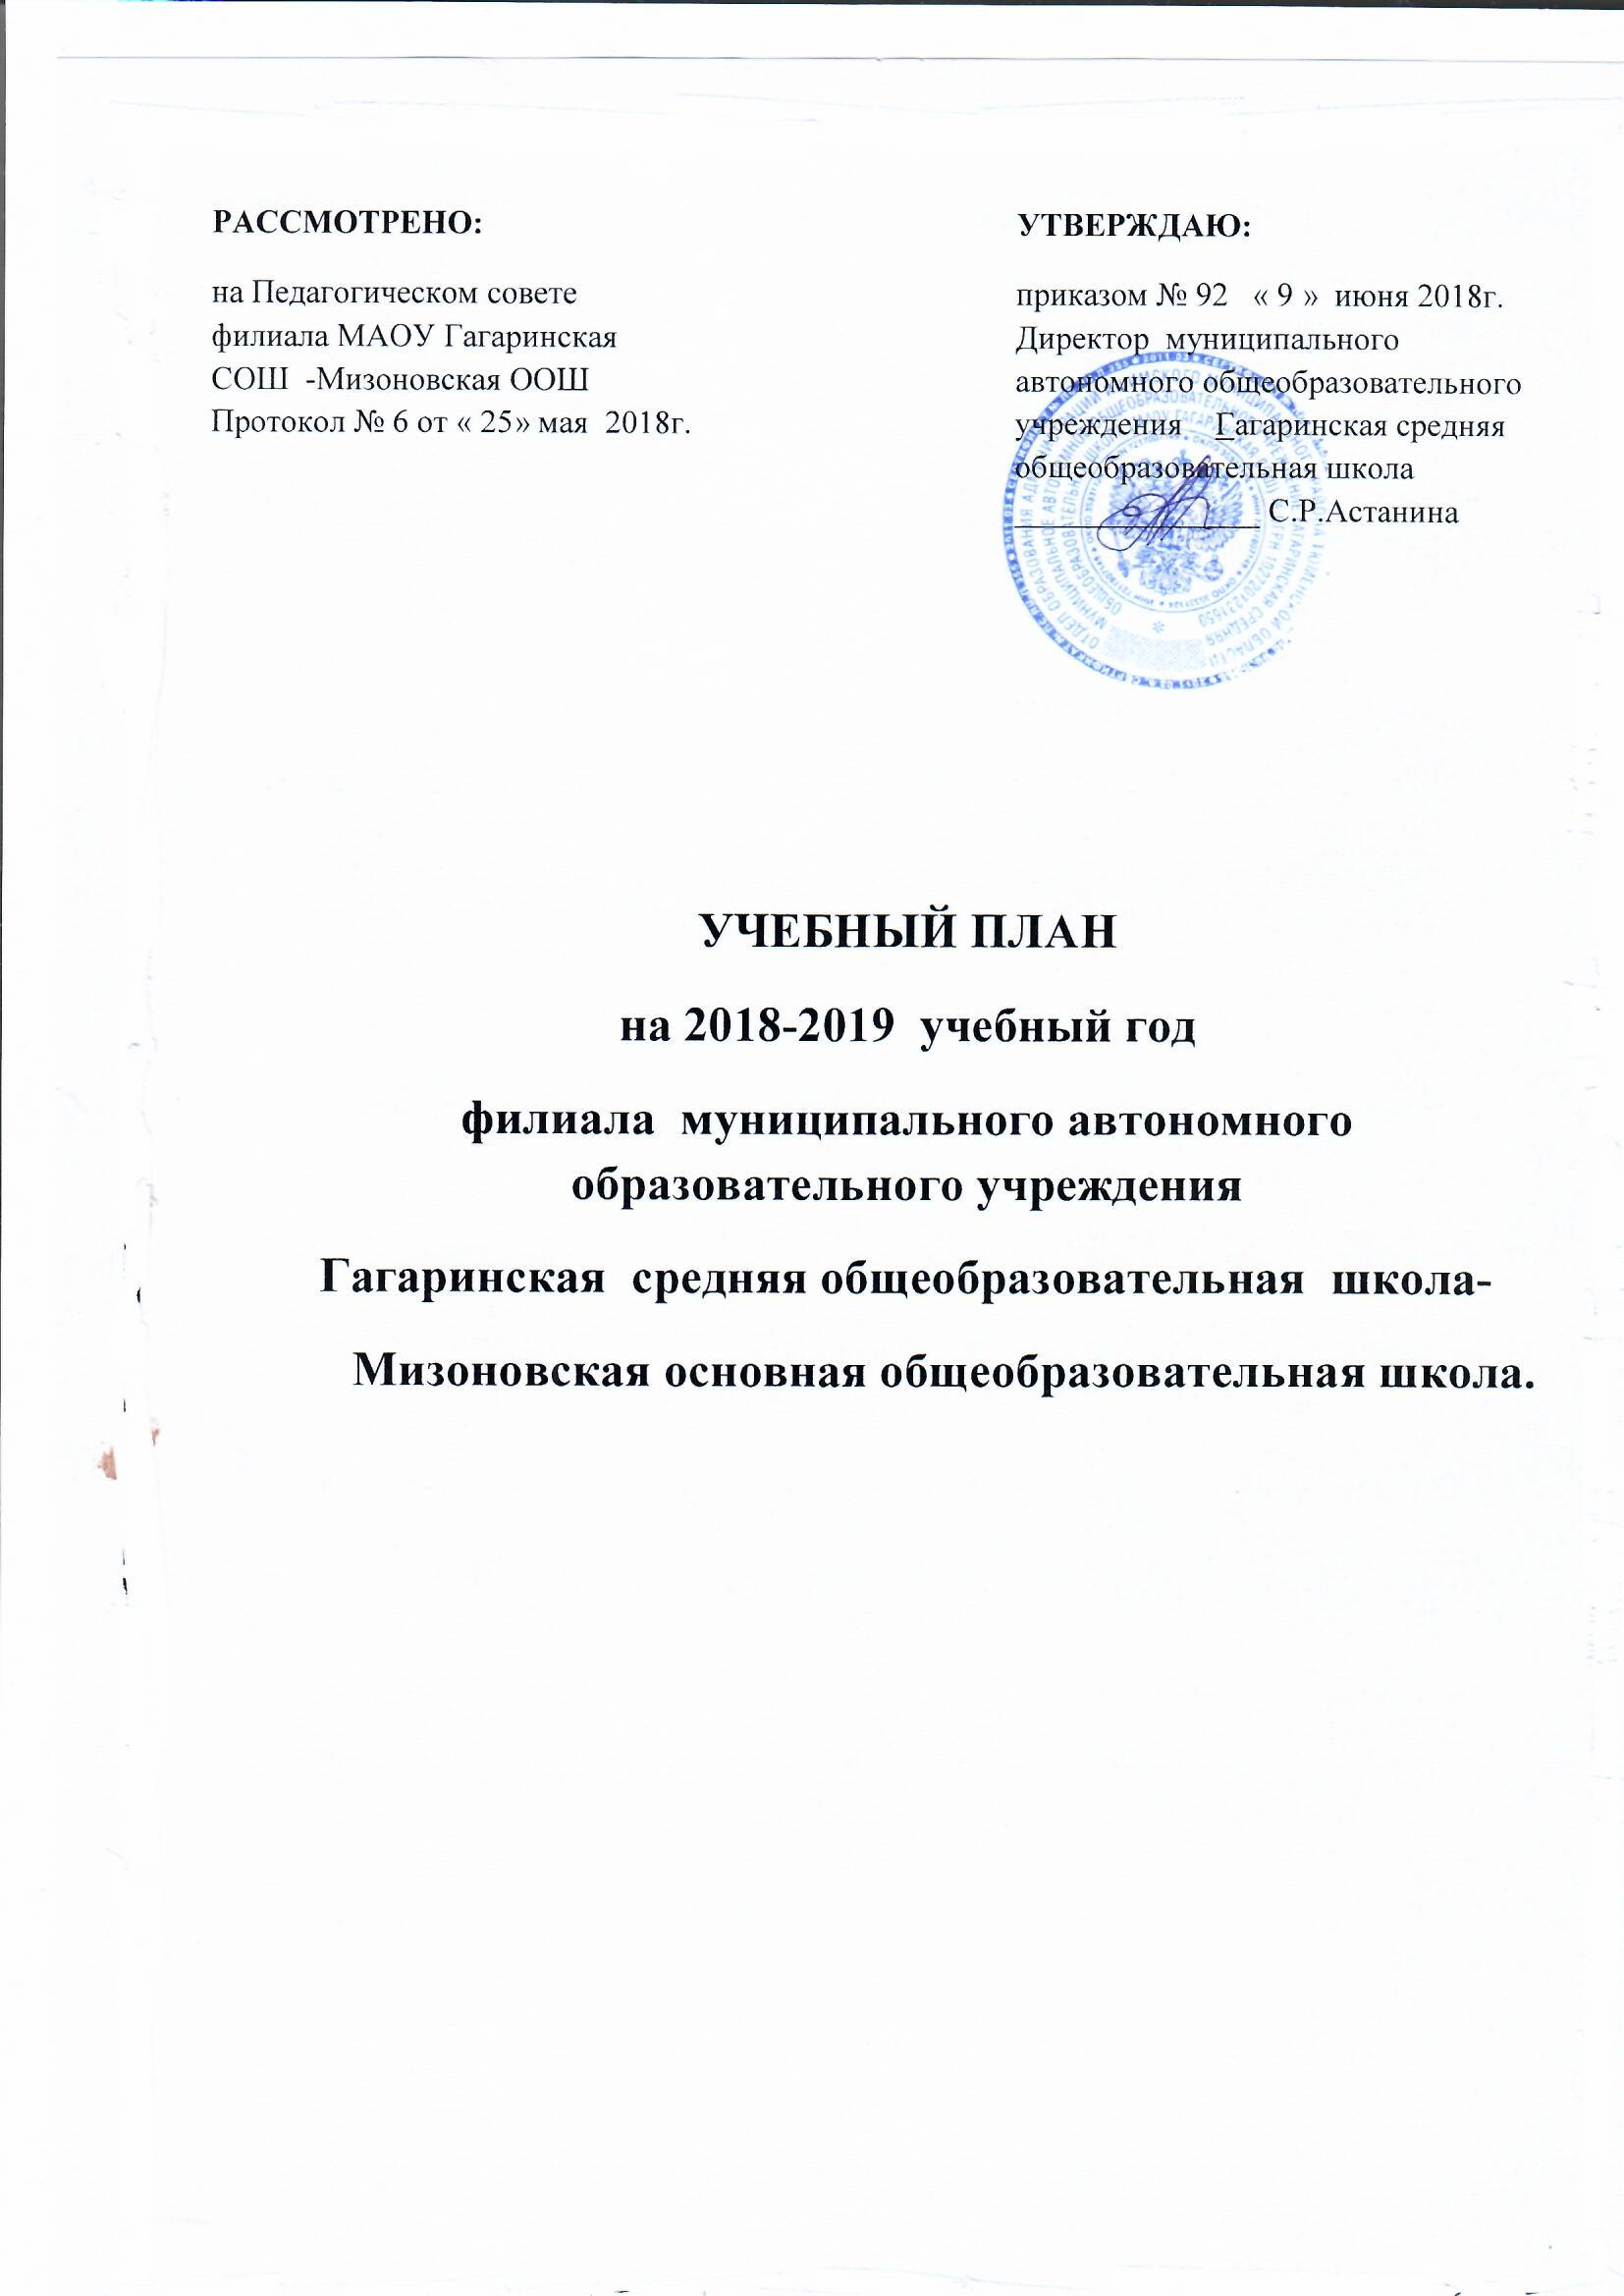 РАССМОТРЕНО:
на Педагогическом совете
филиала МАОУ Гагаринская
СОШ -Мизоновская ООШ
Протокол № 6 от « 25» мая 2018г.
УТВЕРЖДАЮ:
приказом № 92 « 9 » июня 2018г.
Директор муниципального
автономного общеобразовательного
учреждения Гагаринская средняя
общеобразовательная школа
С.Р.Астанина
УЧЕБНЫЙ ПЛАН
на 2018-2019 учебный год
филиала муниципального автономного
образовательного учреждения
Гагаринская средняя общеобразовательная школа-
Мизоновская основная общеобразовательная школа.